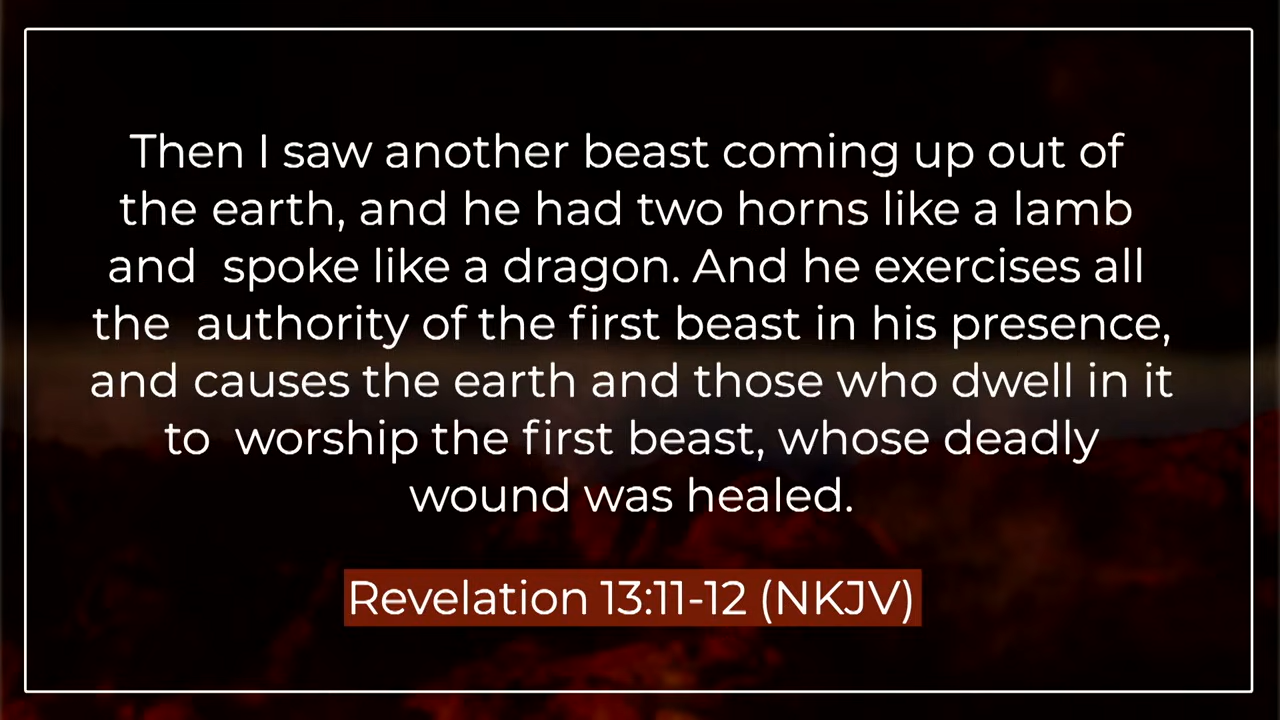 Then I saw another beast coming up out of
the earth, and he had two horns like a lamb
and  spoke like a dragon. And he exercises all
the  authority of the first beast in his presence,
and causes the earth and those who dwell in it
to  worship the first beast, whose deadly
wound was healed.
Revelation 13:11-12 (NKJV)